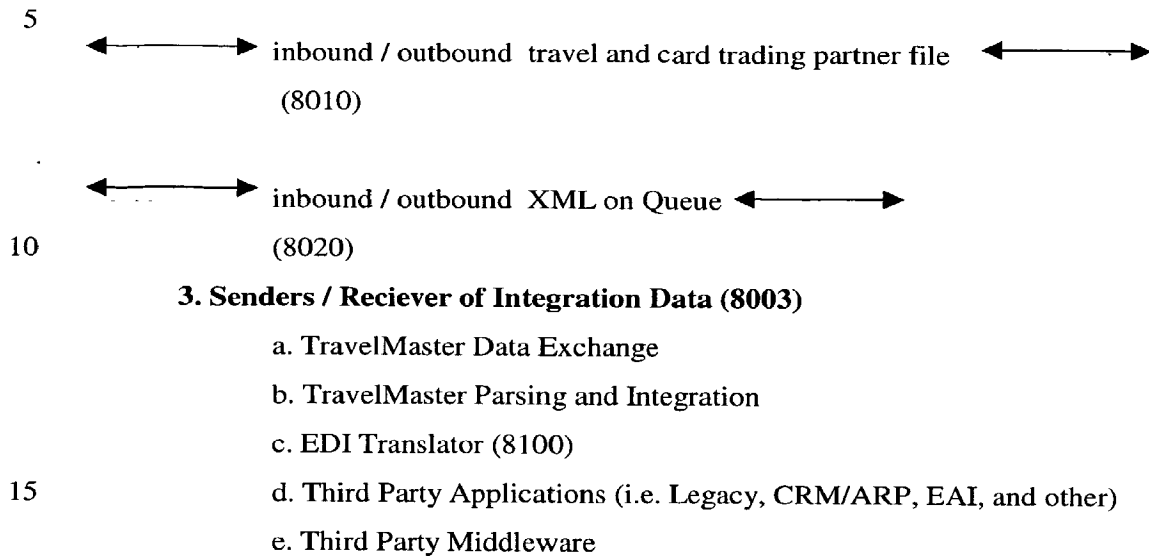 5
inbound / outbound travel and card trading partner file
(8010)
inbound / outbound XML on Queue
10 (8020)
3. Senders / Reciever of Integration Data (8003)
a. TravelMaster Data Exchange
b. TravelMaster Parsing and Integration
c. EDI Translator (8100)
15 d. Third Party Applications (i.e. Legacy, CRM/ARP, EAI, and other)
e. Third Party Middleware